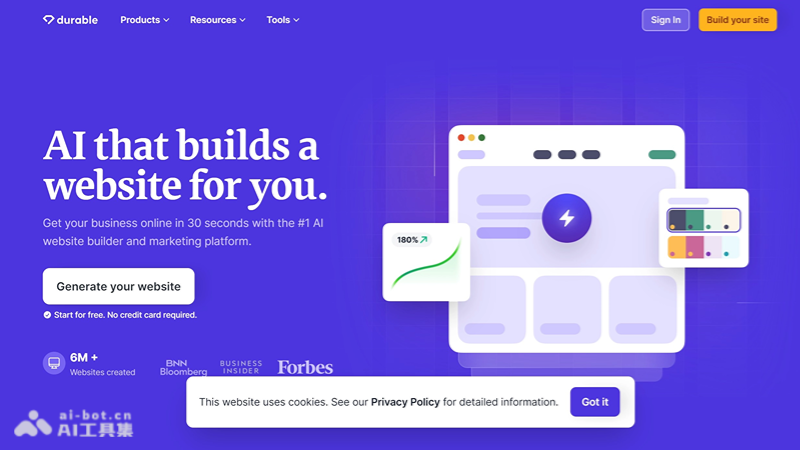 durable
Products
Resources
Tools
Sign In
Build your site
AI that builds a
website for you.
Get your business online in 30 seconds with the #1 AI
website builder and marketing platform.
Generate your website
Start for free. No credit card required.
6M +
Websites created
BNN
Bloomberg
BUSINESS
INSIDER
Forbes
180%
This website uses cookies. See our Privacy Policy for detailed information.
Got it
ai-bot.cn
AI工具集